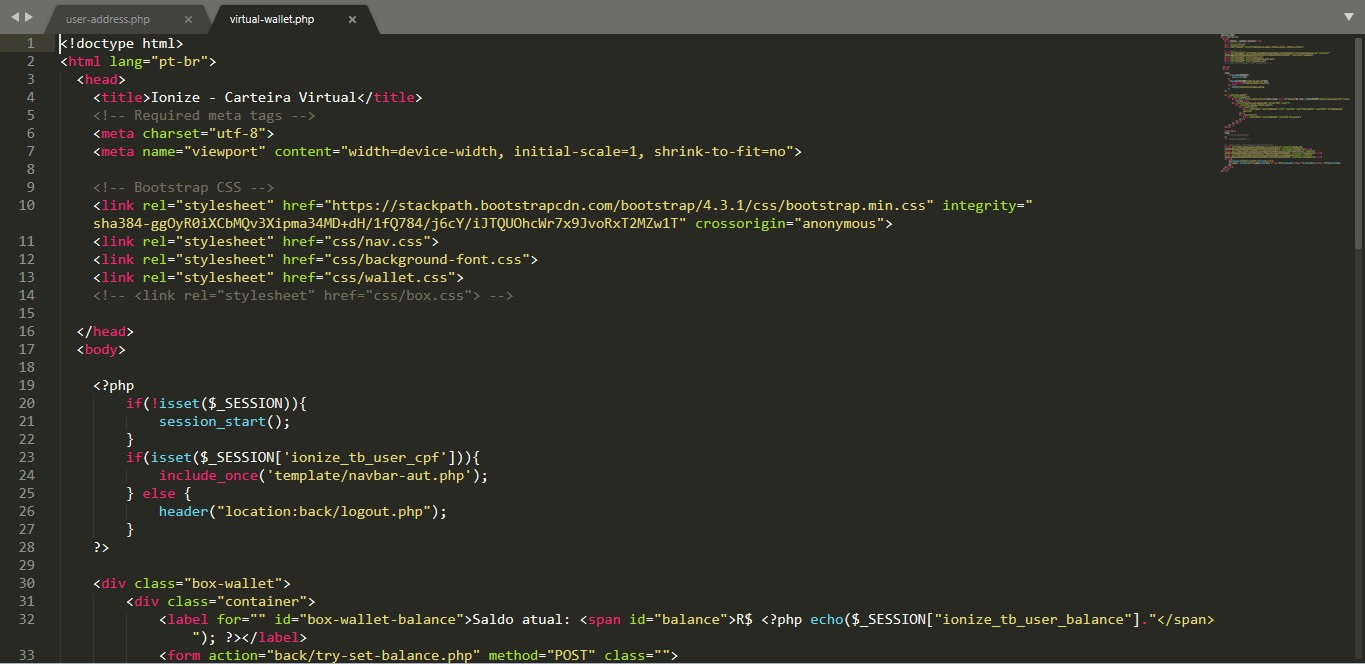 user-address.php
virtual-wallet.php
1 <!doctype html>
2 <html lang="pt-br">
3 <head>
4 <title>Ionize - Carteira Virtual</title>
5 <!-- Required meta tags -->
6 <meta charset="utf-8">
7 <meta name="viewport" content="width=device-width, initial-scale=1, shrink-to-fit=no">
8
9 <!-- Bootstrap CSS -->
10 <link rel="stylesheet" href="https://stackpath.bootstrapcdn.com/bootstrap/4.3.1/css/bootstrap.min.css" integrity="
sha384-ggOyR0iXCbMQv3Xipma34MD+dH/1fQ784/j6cY/iJTQUOhcWr7x9JvoRxT2MZw1T" crossorigin="anonymous">
11 <link rel="stylesheet" href="css/nav.css">
12 <link rel="stylesheet" href="css/background-font.css">
13 <link rel="stylesheet" href="css/wallet.css">
14 <!-- <link rel="stylesheet" href="css/box.css"> -->
15
16 </head>
17 <body>
18
19 <?php
20 if(!isset($_SESSION)){
21 session_start();
22 }
23 if(isset($_SESSION['ionize_tb_user_cpf'])){
24 include_once('template/navbar-aut.php');
25 } else {
26 header("location:back/logout.php");
27 }
28 ?>
29
30 <div class="box-wallet">
31 <div class="container">
32 <label for="" id="box-wallet-balance">Saldo atual: <span id="balance">R$ <?php echo($_SESSION["ionize_tb_user_balance"]."</span>
"); ?></label>
33 <form action="back/try-set-balance.php" method="POST" class="">